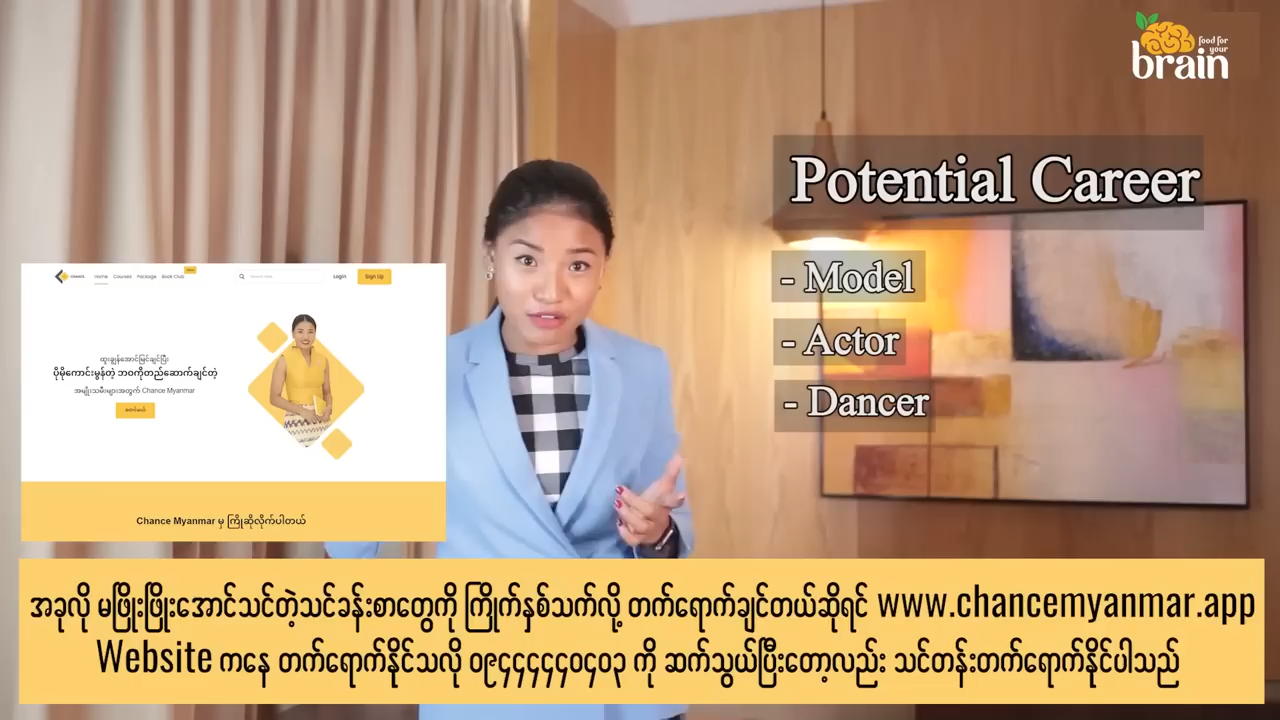 food for
your
brain
Potential Career
- Model
- Actor
- Dancer
CHANCE
Home Courses Package Book Club
Login
Sign Up
ထူးချွန်အောင်မြင်ချင်ပြီး
ပိုမိုကောင်းမွန်တဲ့ ဘဝကိုတည်ဆောက်ချင်တဲ့
အမျိုးသမီးများအတွက် Chance Myanmar
Chance Myanmar မှ ကြိုဆိုလိုက်ပါတယ်
အခုလို မဖြိုးဖြိုးအောင်သင်တဲ့သင်ခန်းစာတွေကို ကြိုက်နှစ်သက်လို့ တက်ရောက်ချင်တယ်ဆိုရင် www.chancemyanmar.app
Website ကနေ တက်ရောက်နိုင်သလို ၀၉၄၄၄၄၄၀၄၀၃ ကို ဆက်သွယ်ပြီးတော့လည်း သင်တန်းတက်ရောက်နိုင်ပါသည်